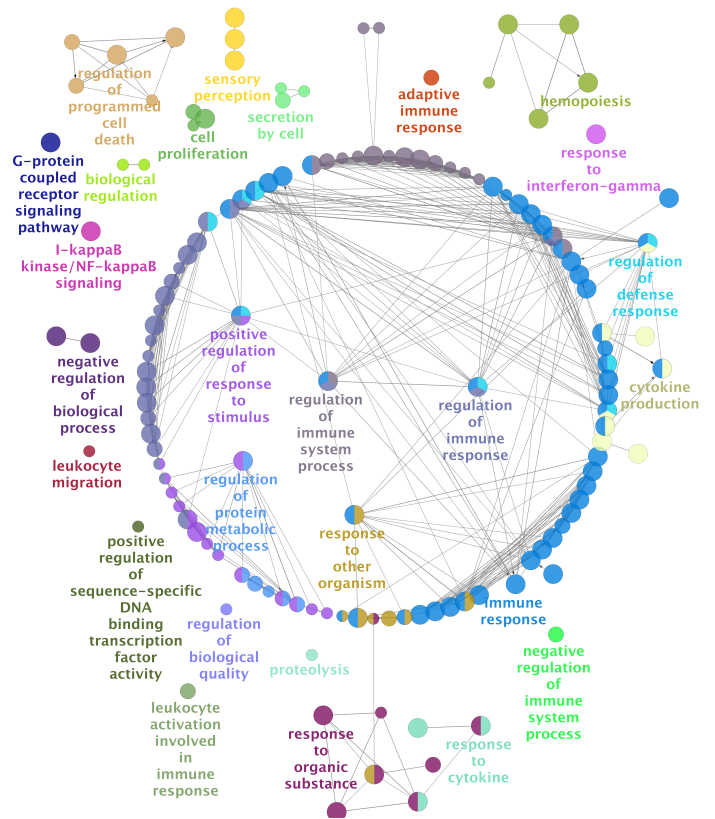 regulation
of
programmed
cell
death
sensory
perception
secretion
by cell
cell
proliferation
adaptive
immune
response
hemopoiesis
response
to
interferon-gamma
G-protein
coupled
receptor
signaling
pathway
biological
regulation
I-kappaB
kinase/NF-kappaB
signaling
regulation
of
defense
response
positive
regulation
of
response
to
stimulus
negative
regulation
of
biological
process
regulation
of
immune
system
process
regulation
of
immune
response
cytokine
production
leukocyte
migration
regulation
of
protein
metabolic
process
response
to
other
organism
positive
regulation
of
sequence-specific
DNA
binding
transcription
factor
activity
immune
response
regulation
of
biological
quality
proteolysis
negative
regulation
of
immune
system
process
leukocyte
activation
involved
in
immune
response
response
to
organic
substance
response
to
cytokine